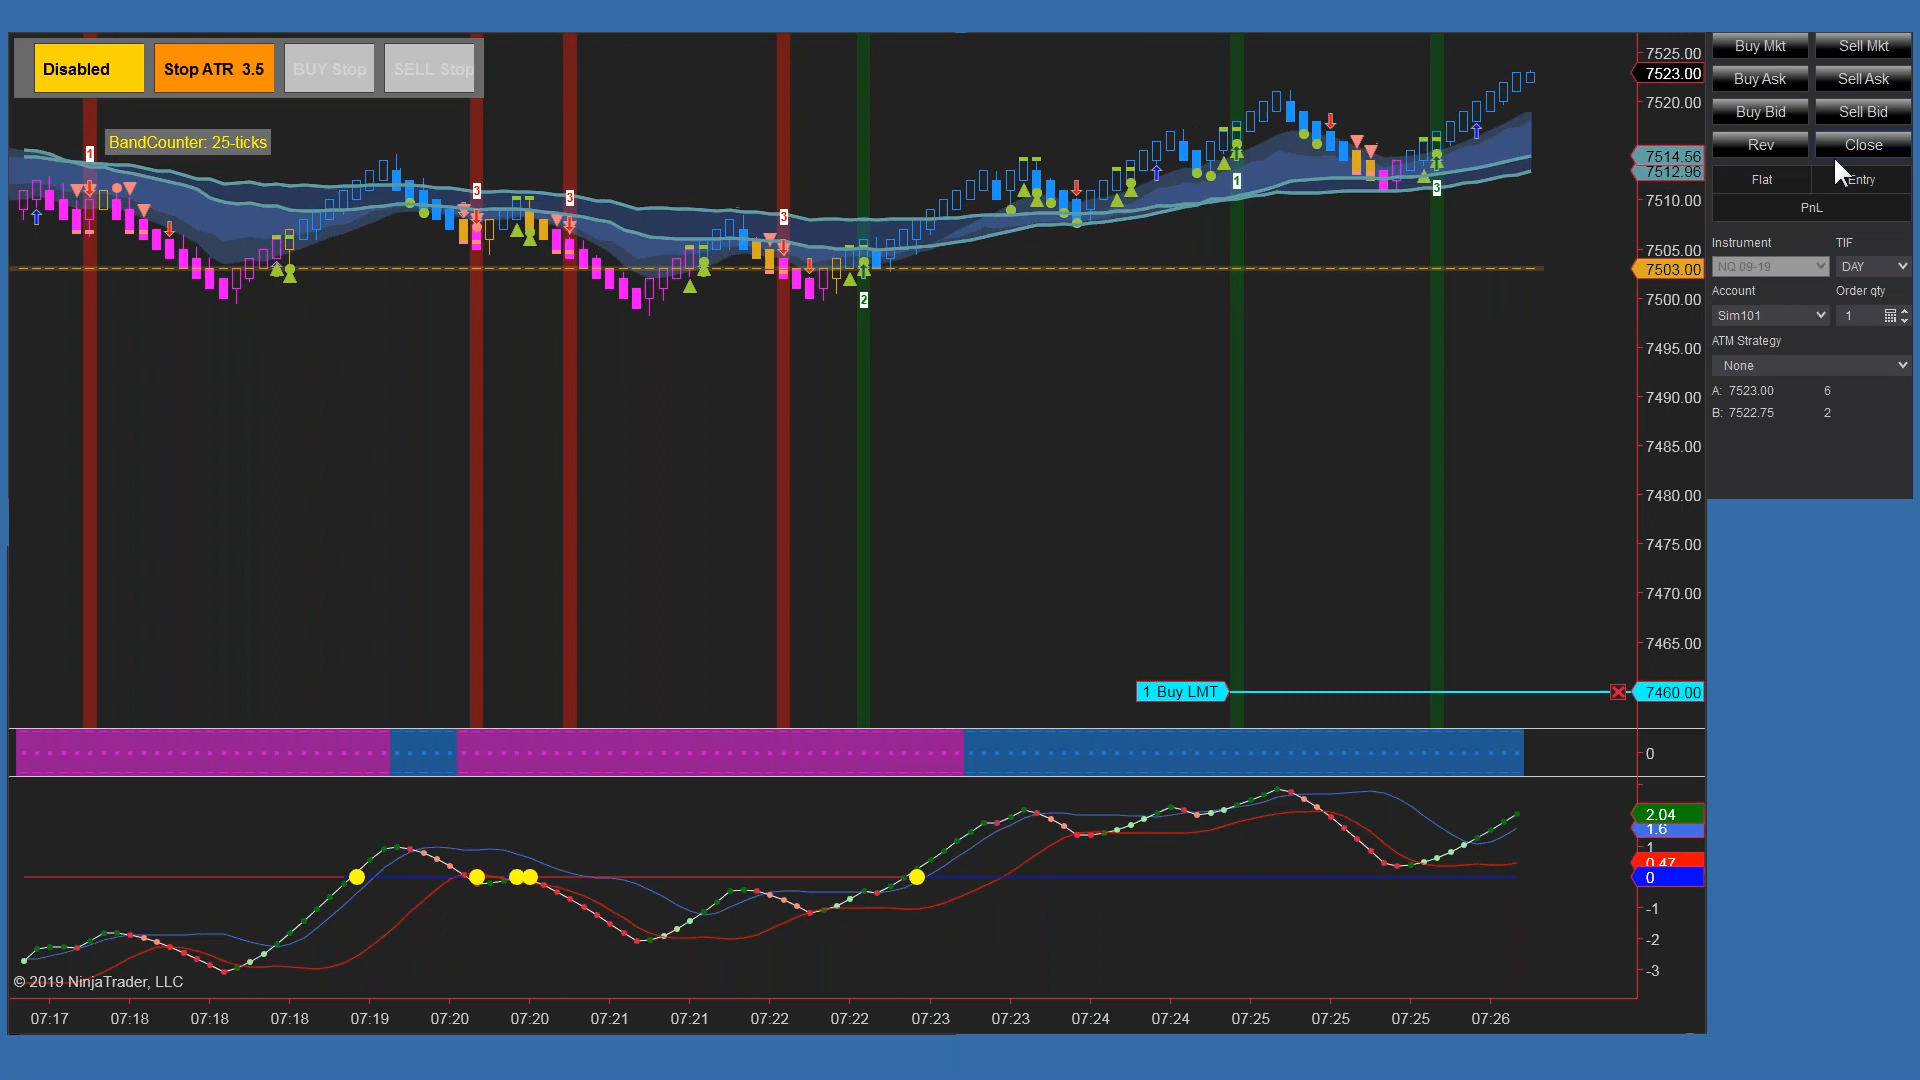 Disabled
Stop ATR 3.5
BUY Stop
SELL Stop
BandCounter: 25-ticks
1
3
3
3
2
1
3
7525.00
7523.00
7520.00
7514.56
7512.96
7510.00
7505.00
7503.00
7500.00
7495.00
7490.00
7485.00
7480.00
7475.00
7470.00
7465.00
1 Buy LMT
7460.00
0
2.04
1.6
1
0.47
0
-1
-2
-3
© 2019 NinjaTrader, LLC
07:17 07:18 07:18 07:18 07:19 07:20 07:20 07:21 07:21 07:22 07:22 07:23 07:23 07:24 07:24 07:25 07:25 07:25 07:26
Buy Mkt Sell Mkt
Buy Ask Sell Ask
Buy Bid Sell Bid
Rev Close
Flat Entry
PnL
Instrument TIF
NQ 09-19 DAY
Account Order qty
Sim101 1
ATM Strategy
None
A: 7523.00 6
B: 7522.75 2